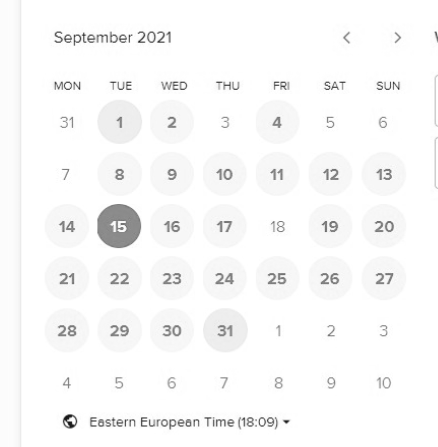 September 2021
MON TUE WED THU FRI SAT SUN
31 1 2 3 4 5 6
7 8 9 10 11 12 13
14 15 16 17 18 19 20
21 22 23 24 25 26 27
28 29 30 31 1 2 3
4 5 6 7 8 9 10
Eastern European Time (18:09)